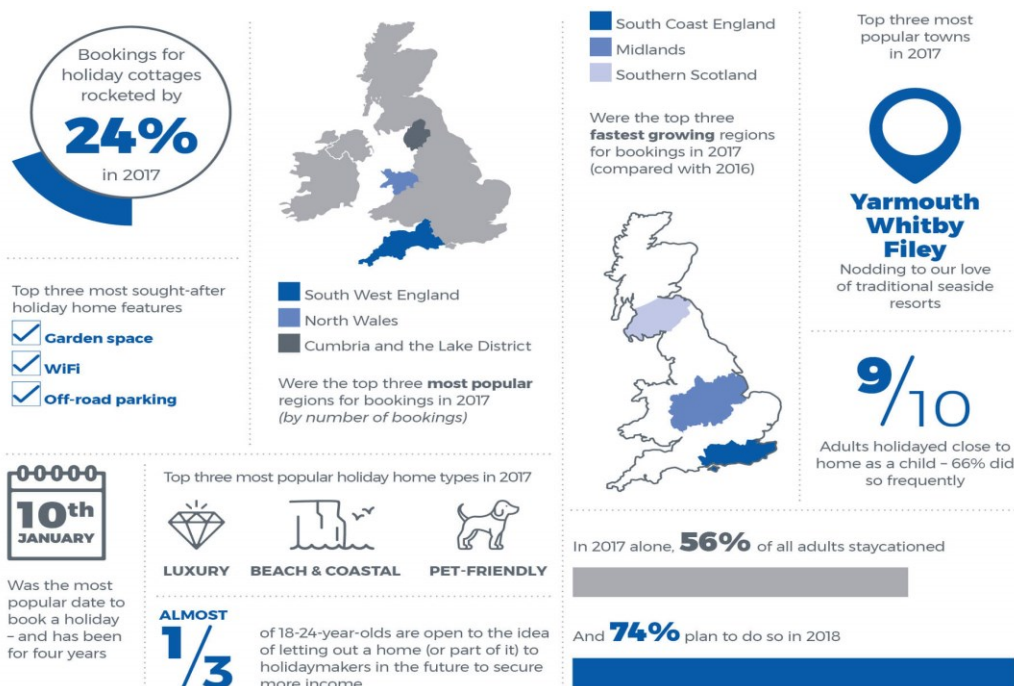 Bookings for
holiday cottages
rocketed by
24%
in 2017
Top three most sought-after
holiday home features
Garden space
WiFi
Off-road parking
South West England
North Wales
Cumbria and the Lake District
Were the top three most popular
regions for bookings in 2017
(by number of bookings)
South Coast England
Midlands
Southern Scotland
Were the top three
fastest growing regions
for bookings in 2017
(compared with 2016)
Top three most
popular towns
in 2017
Yarmouth
Whitby
Filey
Nodding to our love
of traditional seaside
resorts
9/10
Adults holidayed close to
home as a child – 66% did
so frequently
10th
JANUARY
Was the most
popular date to
book a holiday
– and has been
for four years
Top three most popular holiday home types in 2017
LUXURY
BEACH & COASTAL
PET-FRIENDLY
ALMOST
1/3
of 18-24-year-olds are open to the idea
of letting out a home (or part of it) to
holidaymakers in the future to secure
more income
In 2017 alone, 56% of all adults staycationed
And 74% plan to do so in 2018